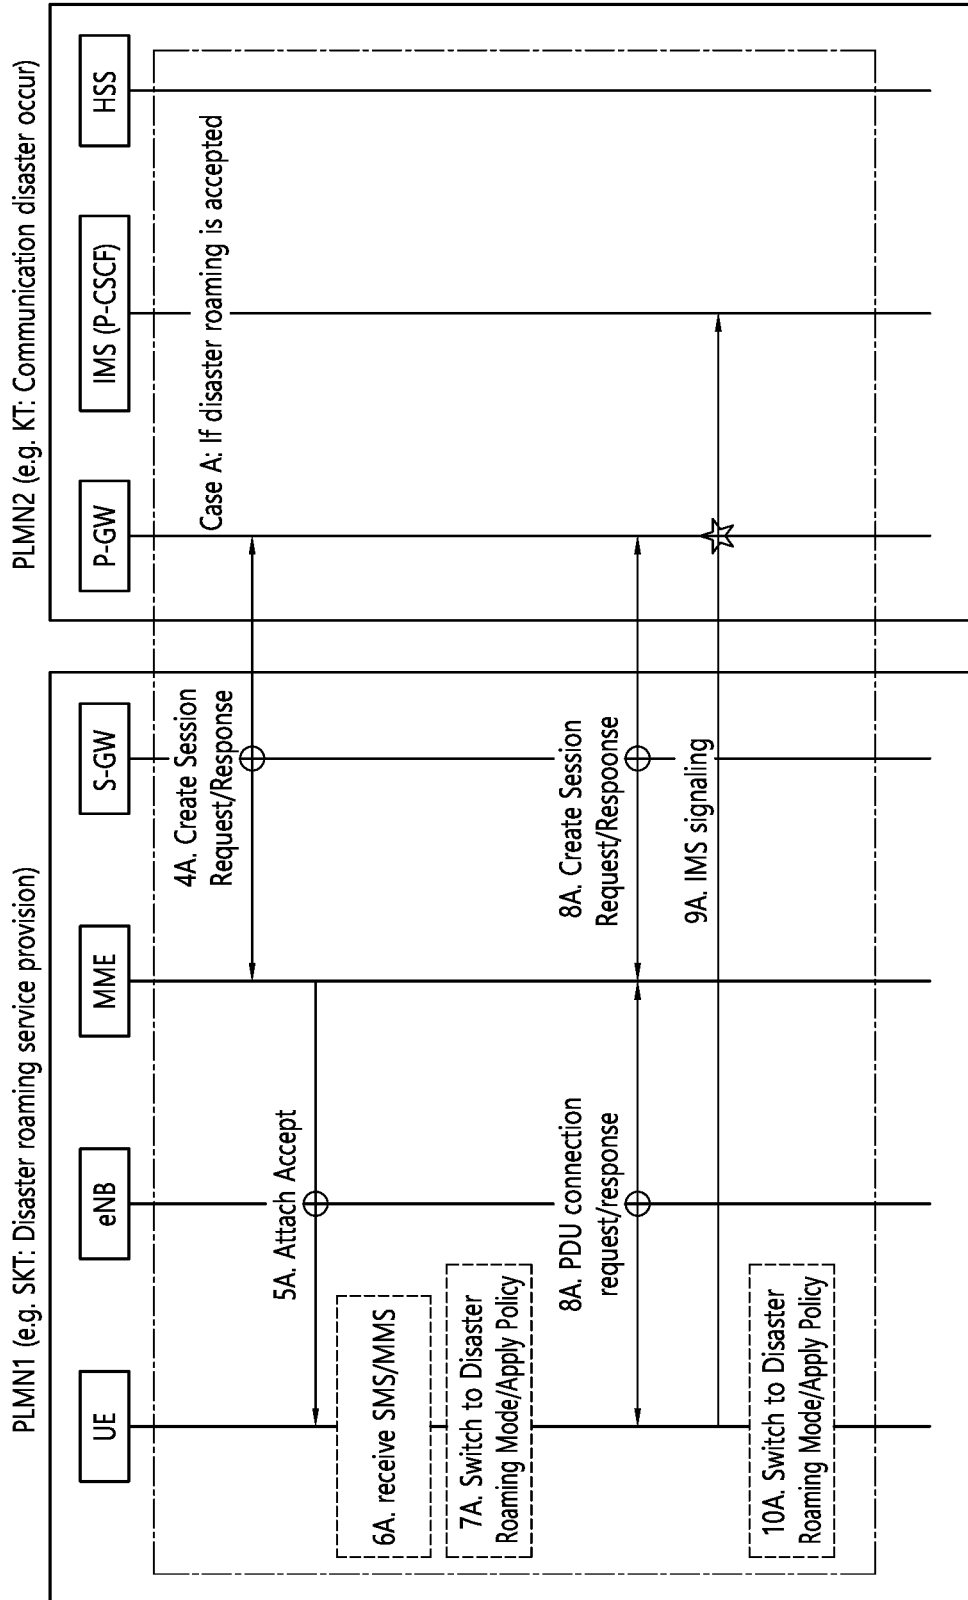 PLMN1 (e.g. SKT: Disaster roaming service provision)
PLMN2 (e.g. KT: Communication disaster occur)
UE
eNB
MME
S-GW
P-GW
IMS (P-CSCF)
HSS
Case A: If disaster roaming is accepted
4A. Create Session
Request/Response
5A. Attach Accept
6A. receive SMS/MMS
7A. Switch to Disaster
Roaming Mode/Apply Policy
8A. PDU connection
request/response
8A. Create Session
Request/Respoonse
9A. IMS signaling
10A. Switch to Disaster
Roaming Mode/Apply Policy